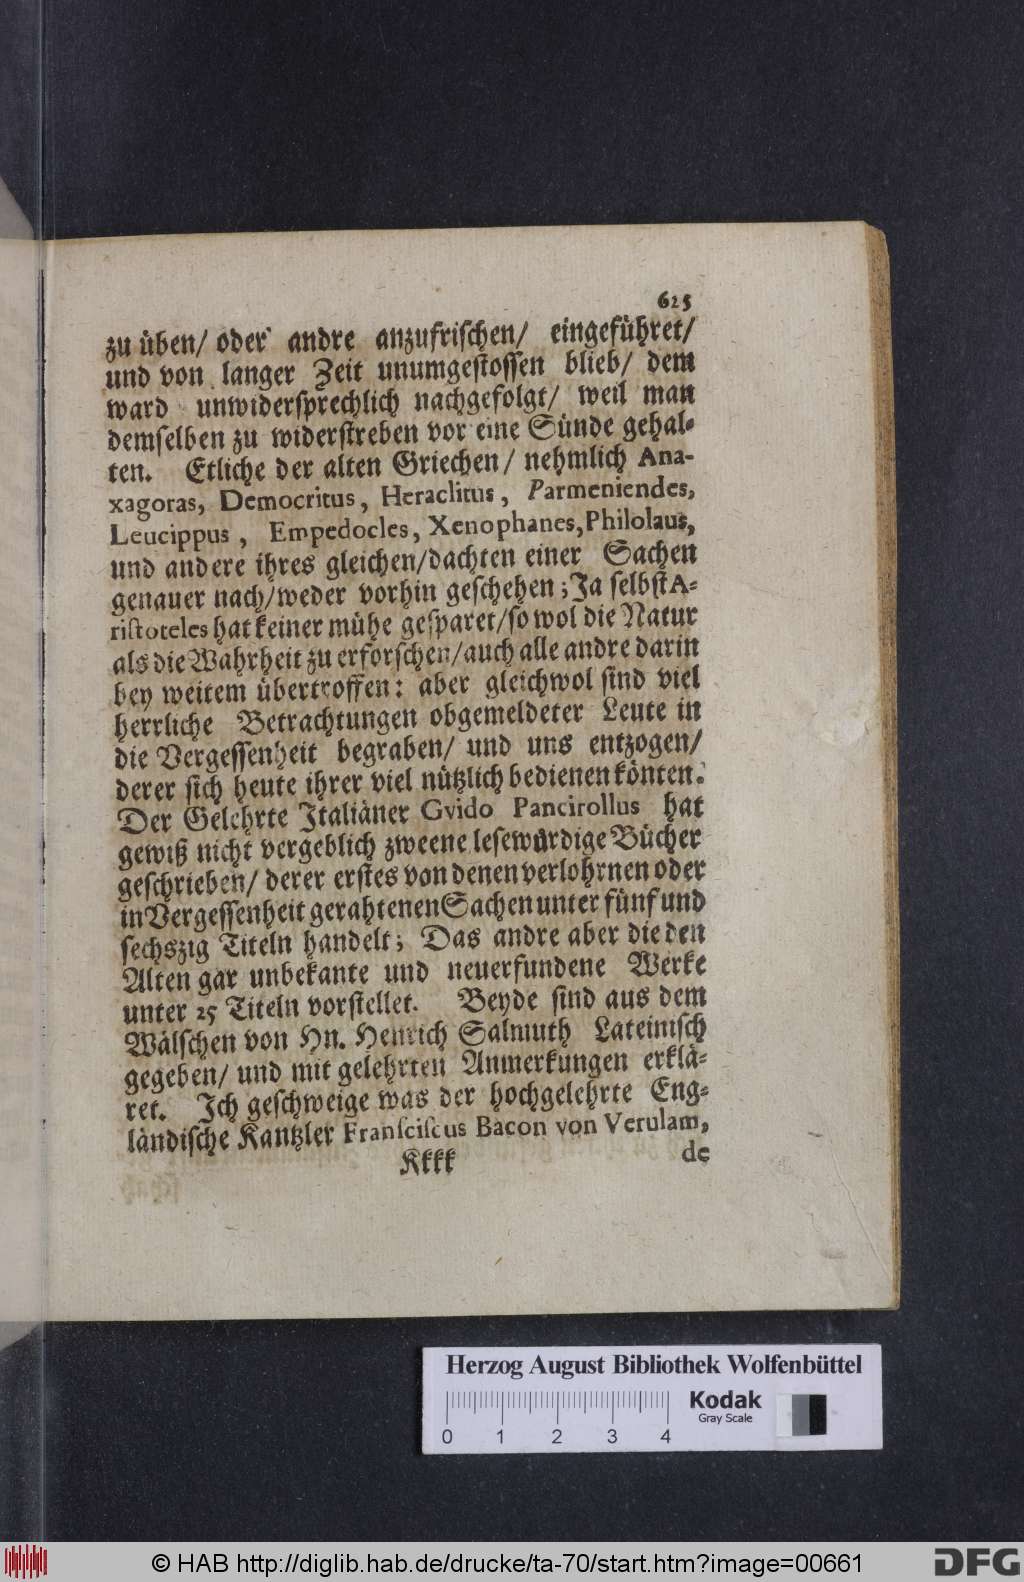 625
zu üben/ oder andre anzufrischen/ eingeführet/
und von langer Zeit unumgestossen blieb/ dem
ward unwidersprechlich nachgefolgt/ weil man
demselben zu widerstreben vor eine Sünde gehal-
ten. Etliche der alten Griechen/ nehmlich Ana-
xagoras, Democritus, Heraclitus, Parmeniendes,
Leucippus, Empedocles, Xenophanes, Philolaus,
und andere ihres gleichen/dachten einer Sachen
genauer nach/weder vorhin geschehen; Ja selbst A-
ristoteles hat keiner mühe gesparet/so wol die Natur
als die Wahrheit zu erforschen/auch alle andre darin
bey weitem übertroffen: aber gleichwol sind viel
herrliche Betrachtungen obgemeldeter Leute in
die Vergessenheit begraben/ und uns entzogen/
derer sich heute ihrer viel nützlich bedienen könten.
Der Gelehrte Italiäner Gvido Pancirollus hat
gewiß nicht vergeblich zweene lesewürdige Bücher
geschrieben/ derer erstes von denen verlohrnen oder
in Vergessenheit gerahtenen Sachen unter fünf und
sechszig Titeln handelt; Das andre aber die den
Alten gar unbekante und neuerfundene Werke
unter 25 Titeln vorstellet. Beyde sind aus dem
Wälschen von Hn. Henrich Salmuth Lateinisch
gegeben/ und mit gelehrten Anmerkungen erklä-
ret. Ich geschweige was der hochgelehrte Eng-
ländische Kantzler Fransciscus Bacon von Verulam,
Kkkk de
Herzog August Bibliothek Wolfenbüttel
0 1 2 3 4
Kodak
Gray Scale
© HAB http://diglib.hab.de/drucke/ta-70/start.htm?image=00661
DFG